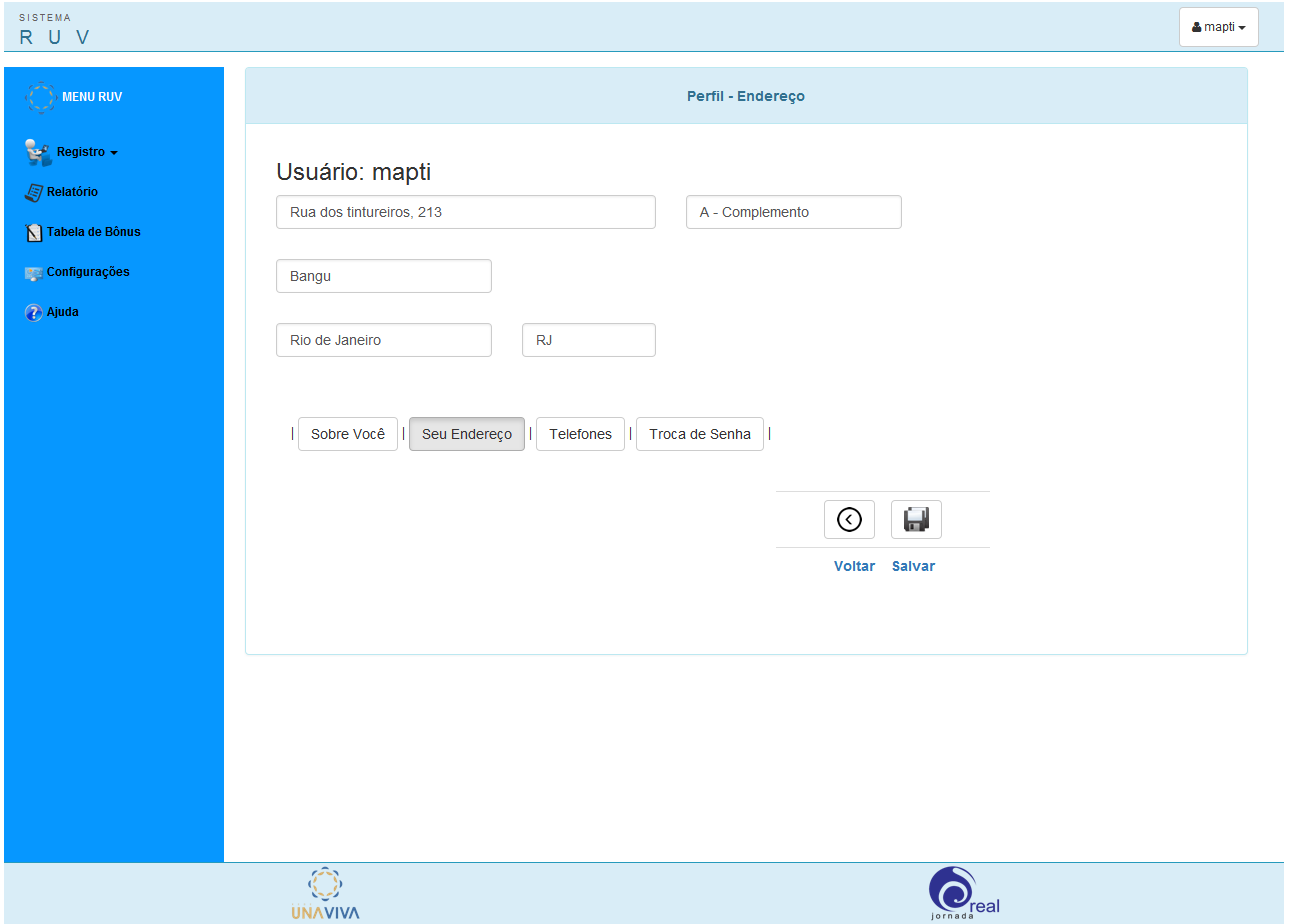 SISTEMA
R U V
mapti
MENU RUV
Registro
Relatório
Tabela de Bônus
Configurações
Ajuda
Perfil - Endereço
Usuário: mapti
Rua dos tintureiros, 213
A - Complemento
Bangu
Rio de Janeiro
RJ
| Sobre Você | Seu Endereço | Telefones | Troca de Senha |
Voltar Salvar
UNAVIVA
real
jornada